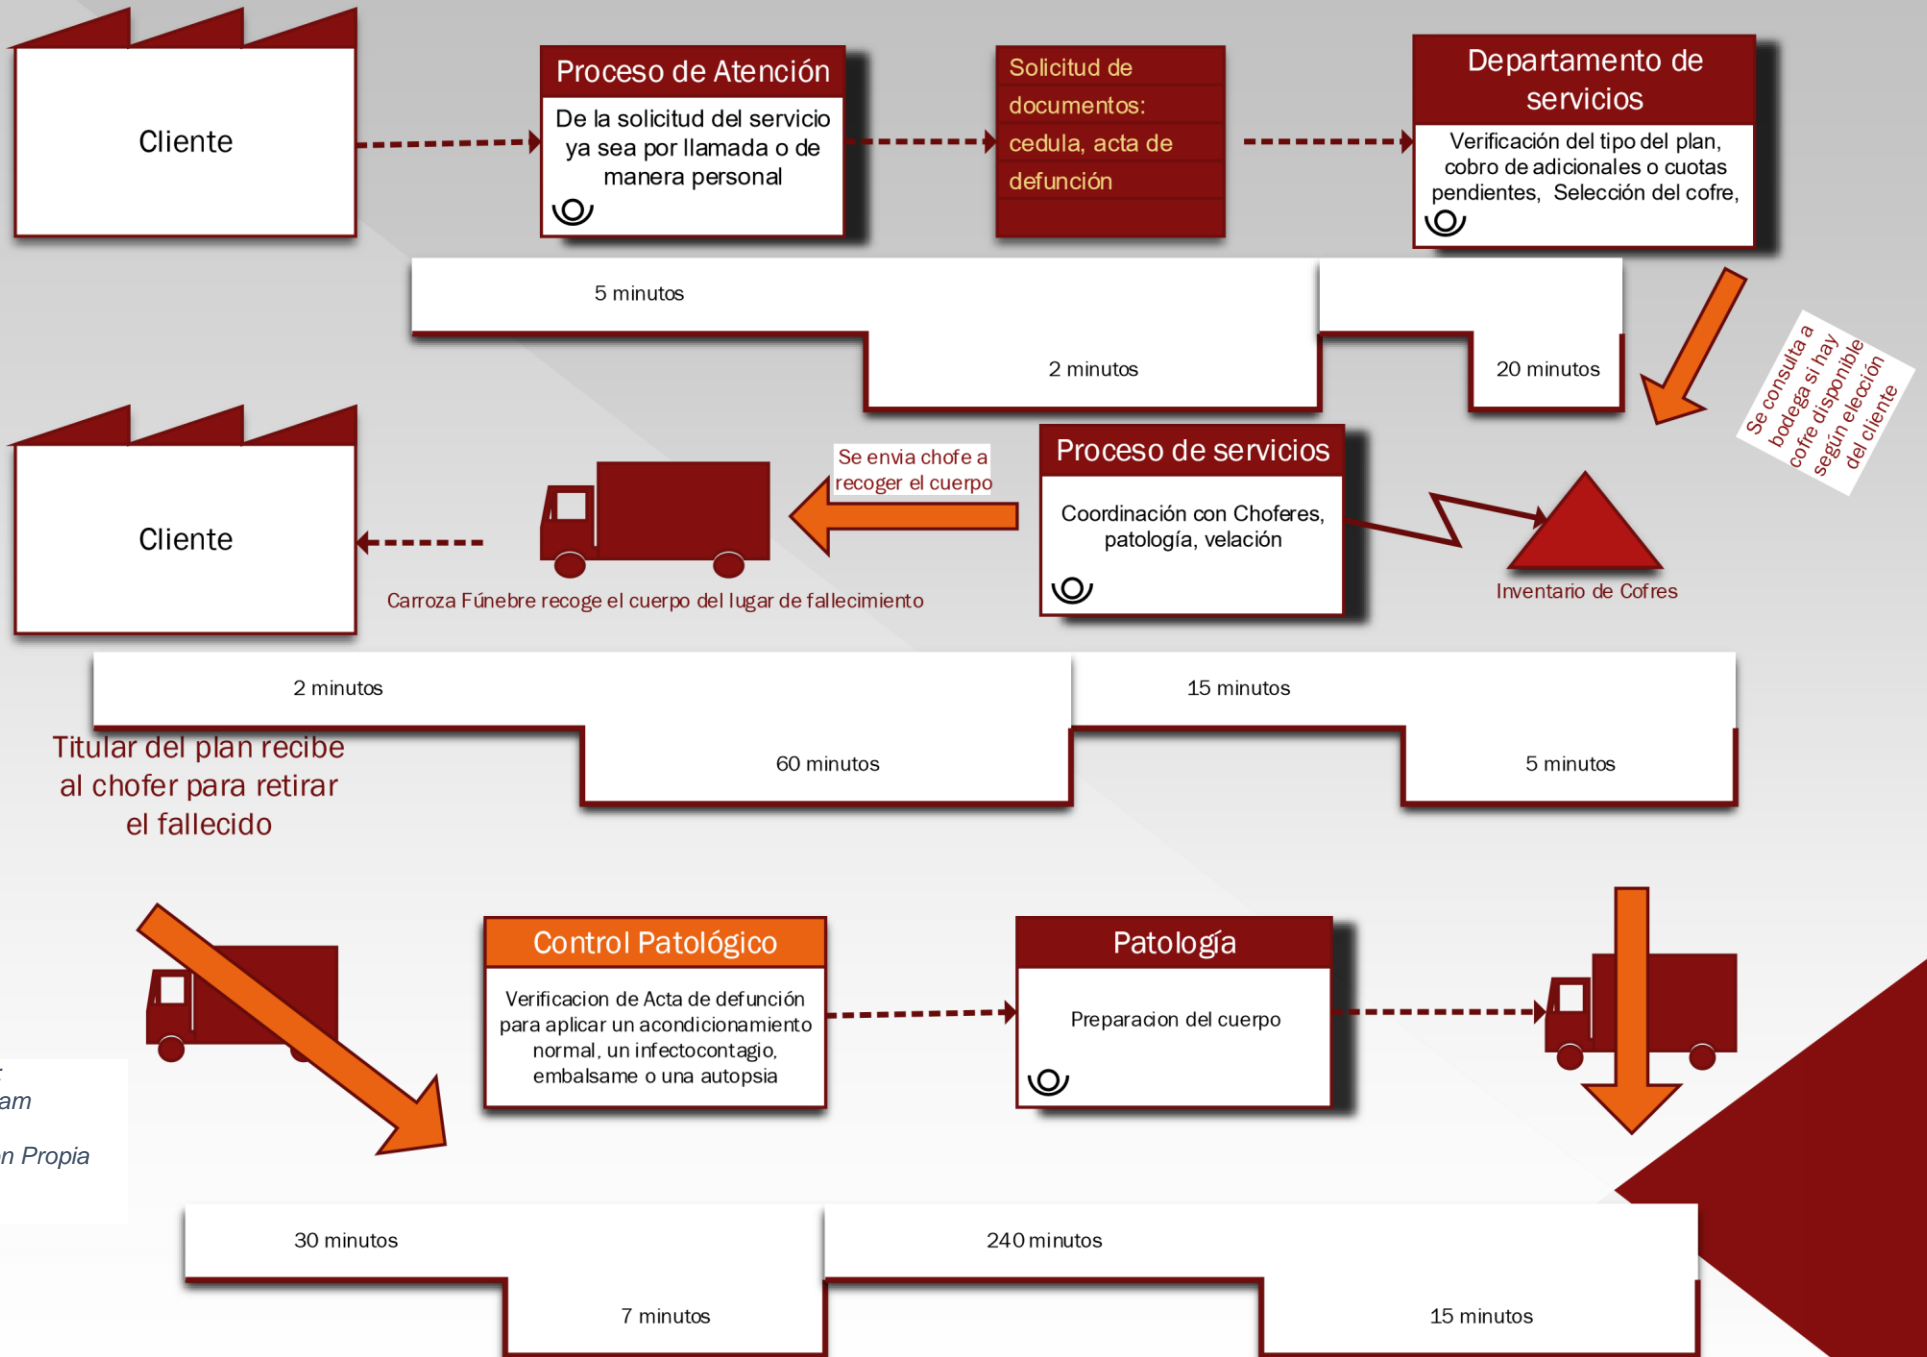 Cliente
Proceso de Atención
De la solicitud del servicio
ya sea por llamada o de
manera personal
Solicitud de
documentos:
cedula, acta de
defunción
Departamento de
servicios
Verificación del tipo del plan,
cobro de adicionales o cuotas
pendientes, Selección del cofre,
5 minutos
2 minutos
20 minutos
Se consulta a
bodega si hay
cofre disponible
según elección
del cliente
Cliente
Carroza Fúnebre recoge el cuerpo del lugar de fallecimiento
Se envia chofe a
recoger el cuerpo
Proceso de servicios
Coordinación con Choferes,
patología, velación
Inventario de Cofres
2 minutos
60 minutos
15 minutos
5 minutos
Titular del plan recibe
al chofer para retirar
el fallecido
Control Patológico
Verificacion de Acta de defunción
para aplicar un acondicionamiento
normal, un infectocontagio,
embalsame o una autopsia
Patología
Preparacion del cuerpo
am
n Propia
30 minutos
7 minutos
240 minutos
15 minutos